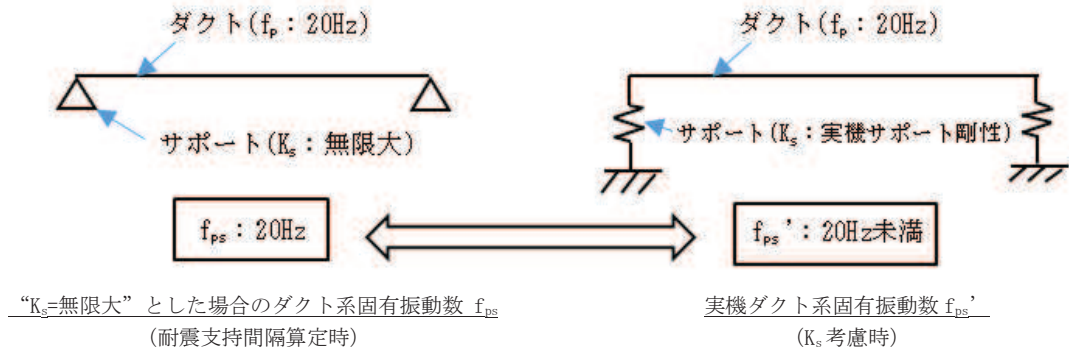 ダクト(fₚ：20Hz)
サポート(Kₛ：無限大)
fₚₛ：20Hz
“Kₛ=無限大”とした場合のダクト系固有振動数 fₚₛ
(耐震支持間隔算定時)
ダクト(fₚ：20Hz)
サポート(Kₛ：実機サポート剛性)
fₚₛ’：20Hz未満
実機ダクト系固有振動数 fₚₛ’
(Kₛ 考慮時)